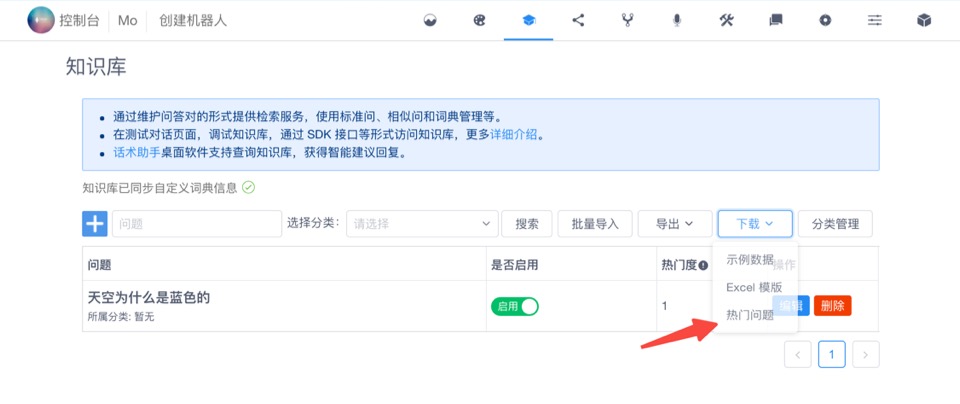 控制台 Mo 创建机器人
知识库
通过维护问答对的形式提供检索服务，使用标准问、相似问和词典管理等。
在测试对话页面，调试知识库，通过 SDK 接口等形式访问知识库，更多详细介绍。
话术助手桌面软件支持查询知识库，获得智能建议回复。
知识库已同步自定义词典信息
问题 选择分类： 请选择 搜索 批量导入 导出 下载 分类管理
问题 是否启用 热门度 操作
示例数据
Excel 模版
热门问题
天空为什么是蓝色的
所属分类: 暂无
启用 1 编辑 删除
1